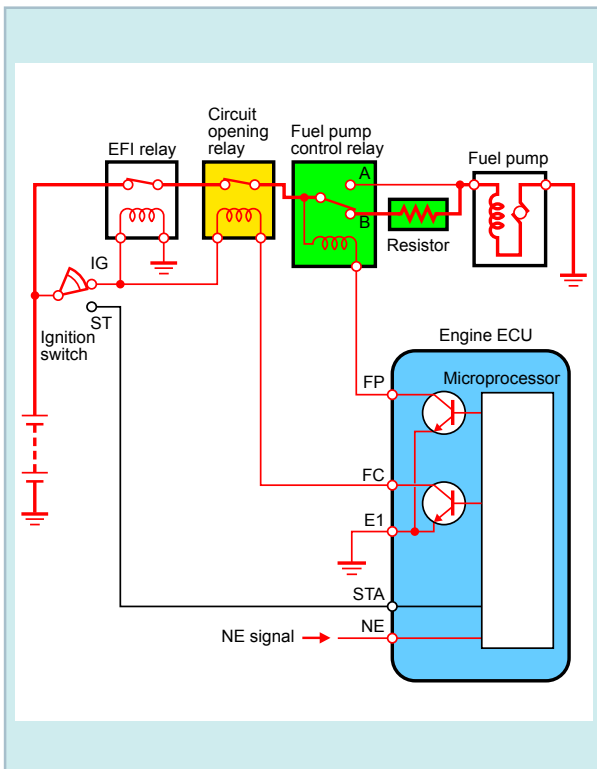 Circuit
opening
relay
EFI relay
Fuel pump
control relay
Fuel pump
A
B
Resistor
IG
ST
Ignition
switch
Engine ECU
Microprocessor
FP
FC
E1
STA
NE signal
NE